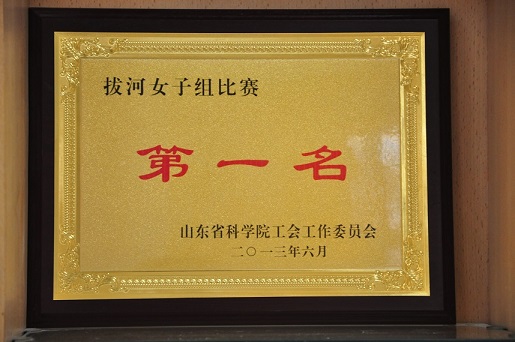 拔河女子组比赛
第一名
山东省科学院工会工作委员会
二〇一三年六月